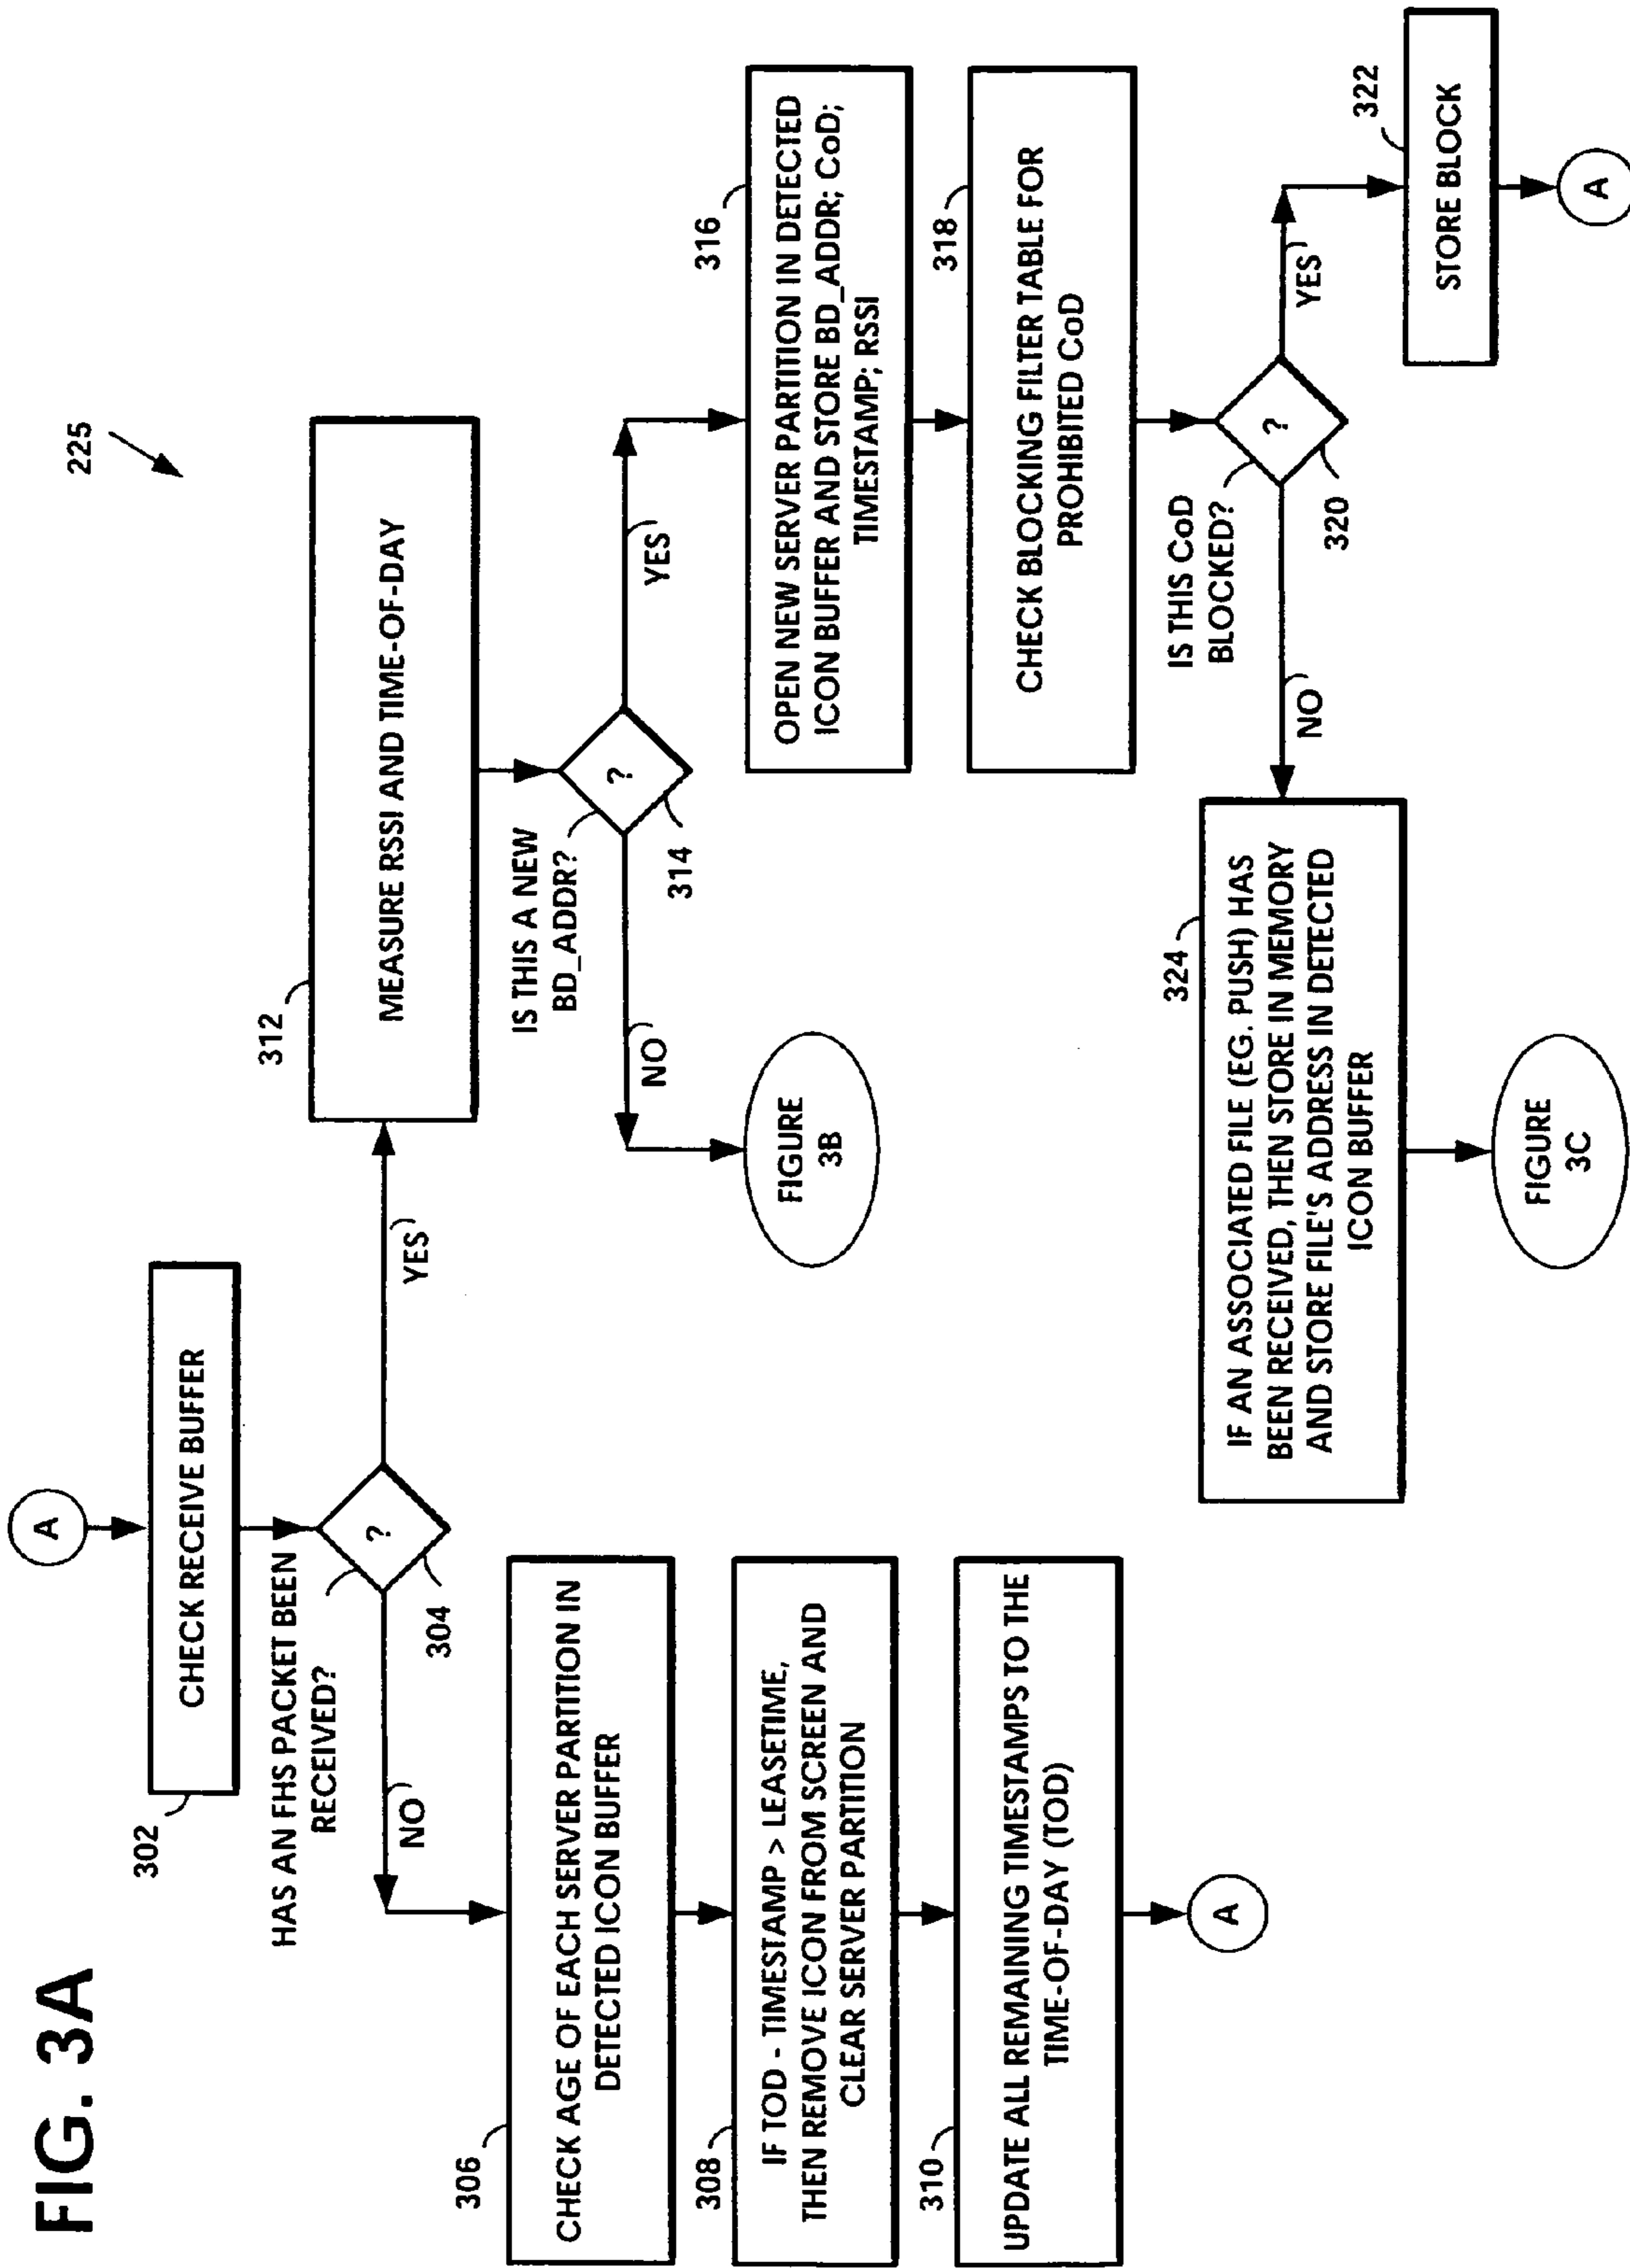 FIG. 3A
225
A
302
CHECK RECEIVE BUFFER
HAS AN FHS PACKET BEEN
RECEIVED?
?
304
NO
YES
306
CHECK AGE OF EACH SERVER PARTITION IN
DETECTED ICON BUFFER
308
IF TOD - TIMESTAMP > LEASETIME,
THEN REMOVE ICON FROM SCREEN AND
CLEAR SERVER PARTITION
310
UPDATE ALL REMAINING TIMESTAMPS TO THE
TIME-OF-DAY (TOD)
A
312
MEASURE RSSI AND TIME-OF-DAY
IS THIS A NEW
BD_ADDR?
?
314
NO
YES
FIGURE
3B
316
OPEN NEW SERVER PARTITION IN DETECTED
ICON BUFFER AND STORE BD_ADDR; CoD;
TIMESTAMP; RSSI
318
CHECK BLOCKING FILTER TABLE FOR
PROHIBITED CoD
IS THIS CoD
BLOCKED?
?
320
NO
YES
322
STORE BLOCK
A
324
IF AN ASSOCIATED FILE (EG. PUSH) HAS
BEEN RECEIVED, THEN STORE IN MEMORY
AND STORE FILE'S ADDRESS IN DETECTED
ICON BUFFER
FIGURE
3C